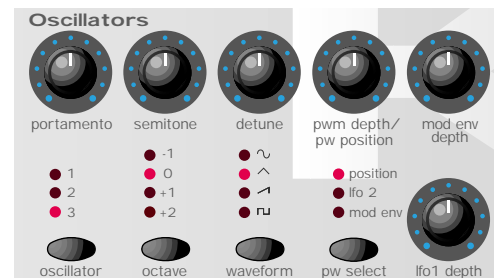 Oscillators
portamento semitone detune pwm depth/ mod env
pw position depth
-1
1 0 position
2 +1 lfo 2
3 +2 mod env
oscillator octave waveform pw select lfo1 depth